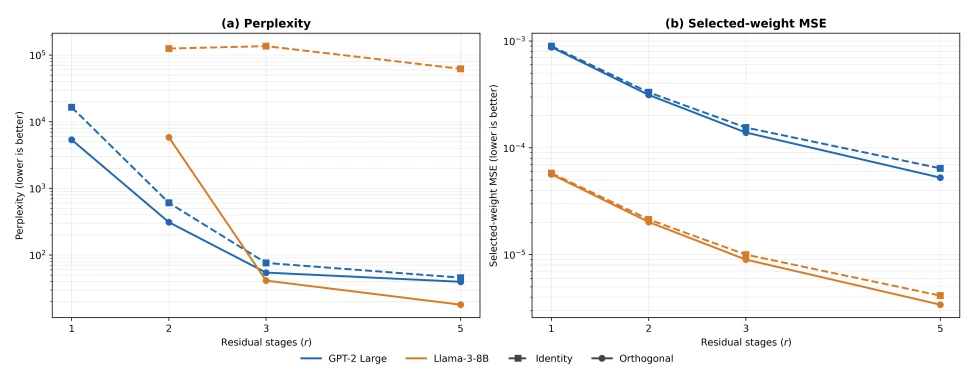 (a) Perplexity
Perplexity (lower is better)
10^5
10^4
10^3
10^2
1
2
3
5
Residual stages (r)
(b) Selected-weight MSE
Selected-weight MSE (lower is better)
10^−3
10^−4
10^−5
1
2
3
5
Residual stages (r)
GPT-2 Large
Llama-3-8B
Identity
Orthogonal